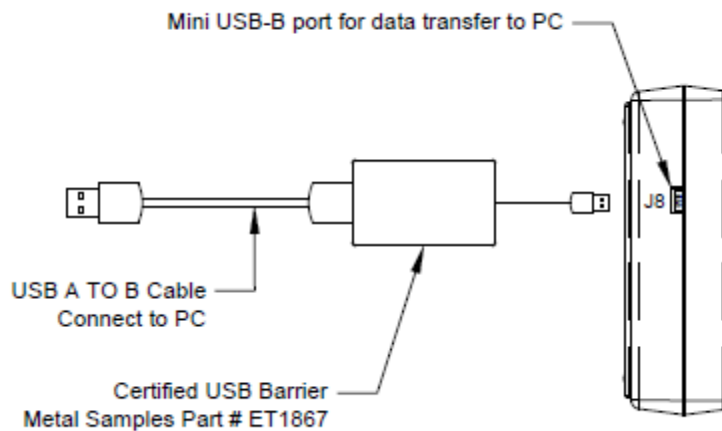 Mini USB-B port for data transfer to PC
J8
USB A TO B Cable
Connect to PC
Certified USB Barrier
Metal Samples Part # ET1867